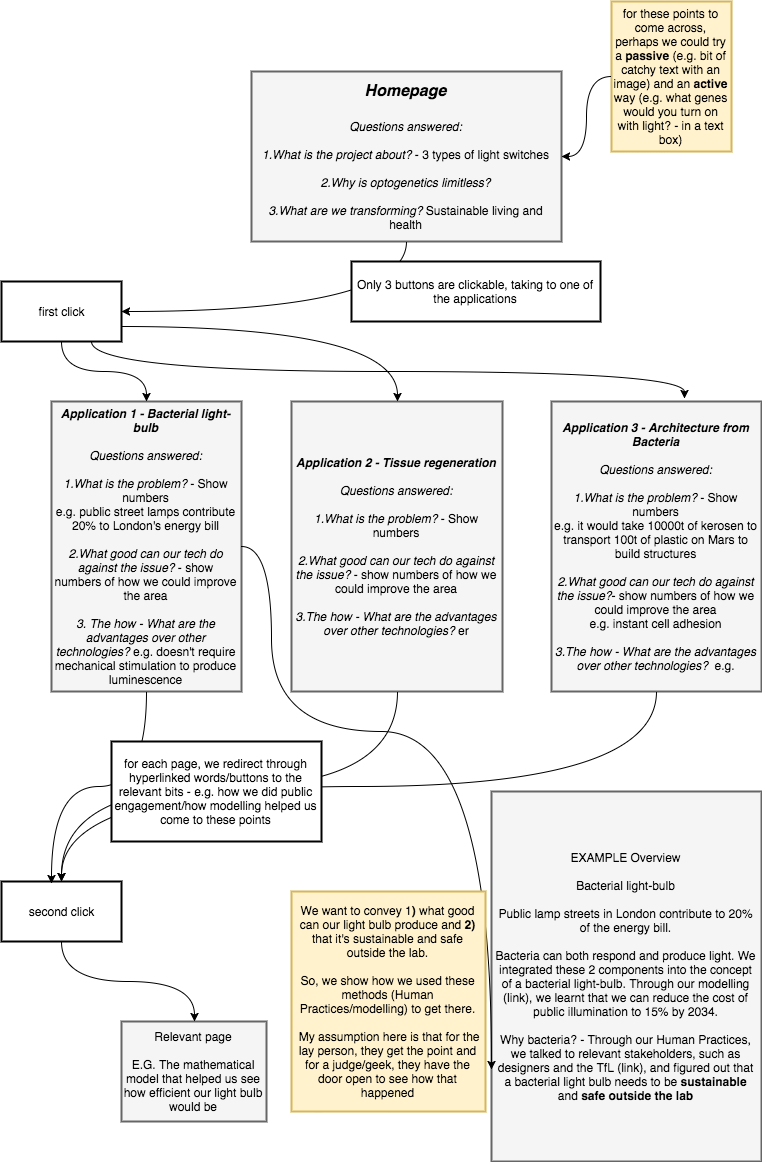 for these points to
come across,
perhaps we could try
a passive (e.g. bit of
catchy text with an
image) and an active
way (e.g. what genes
would you turn on
with light? - in a text
box)
Homepage
Questions answered:
1.What is the project about? - 3 types of light switches
2.Why is optogenetics limitless?
3.What are we transforming? Sustainable living and
health
Only 3 buttons are clickable, taking to one of
the applications
first click
Application 1 - Bacterial light-
bulb
Questions answered:
1.What is the problem? - Show
numbers
e.g. public street lamps contribute
20% to London's energy bill
2.What good can our tech do
against the issue? - show
numbers of how we could improve
the area
3. The how - What are the
advantages over other
technologies? e.g. doesn't require
mechanical stimulation to produce
luminescence
Application 2 - Tissue regeneration
Questions answered:
1.What is the problem? - Show
numbers
2.What good can our tech do against
the issue? - show numbers of how we
could improve the area
3.The how - What are the advantages
over other technologies? er
Application 3 - Architecture from
Bacteria
Questions answered:
1.What is the problem? - Show
numbers
e.g. it would take 10000t of kerosen to
transport 100t of plastic on Mars to
build structures
2.What good can our tech do against
the issue?- show numbers of how we
could improve the area
e.g. instant cell adhesion
3.The how - What are the advantages
over other technologies? e.g.
for each page, we redirect through
hyperlinked words/buttons to the
relevant bits - e.g. how we did public
engagement/how modelling helped us
come to these points
second click
Relevant page
E.G. The mathematical
model that helped us see
how efficient our light bulb
would be
We want to convey 1) what good
can our light bulb produce and 2)
that it's sustainable and safe
outside the lab.
So, we show how we used these
methods (Human
Practices/modelling) to get there.
My assumption here is that for the
lay person, they get the point and
for a judge/geek, they have the
door open to see how that
happened
EXAMPLE Overview
Bacterial light-bulb
Public lamp streets in London contribute to 20%
of the energy bill.
Bacteria can both respond and produce light. We
integrated these 2 components into the concept
of a bacterial light-bulb. Through our modelling
(link), we learnt that we can reduce the cost of
public illumination to 15% by 2034.
Why bacteria? - Through our Human Practices,
we talked to relevant stakeholders, such as
designers and the TfL (link), and figured out that
a bacterial light bulb needs to be sustainable
and safe outside the lab